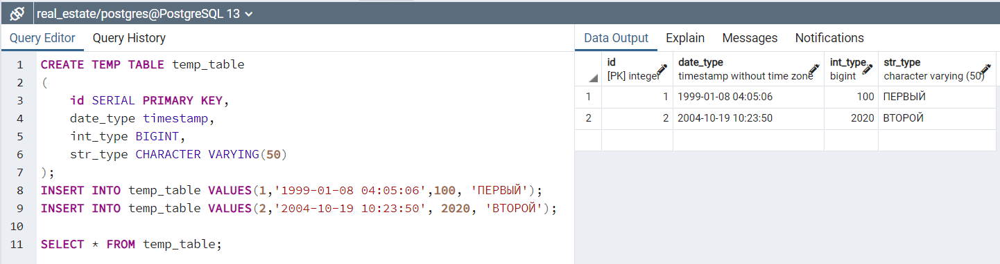 real_estate/postgres@PostgreSQL 13
Query Editor Query History
1 CREATE TEMP TABLE temp_table
2 (
3 id SERIAL PRIMARY KEY,
4 date_type timestamp,
5 int_type BIGINT,
6 str_type CHARACTER VARYING(50)
7 );
8 INSERT INTO temp_table VALUES(1,'1999-01-08 04:05:06',100, 'ПЕРВЫЙ');
9 INSERT INTO temp_table VALUES(2,'2004-10-19 10:23:50', 2020, 'ВТОРОЙ');
10
11 SELECT * FROM temp_table;
Data Output Explain Messages Notifications
id date_type int_type str_type
[PK] integer timestamp without time zone bigint character varying (50)
1 1 1999-01-08 04:05:06 100 ПЕРВЫЙ
2 2 2004-10-19 10:23:50 2020 ВТОРОЙ